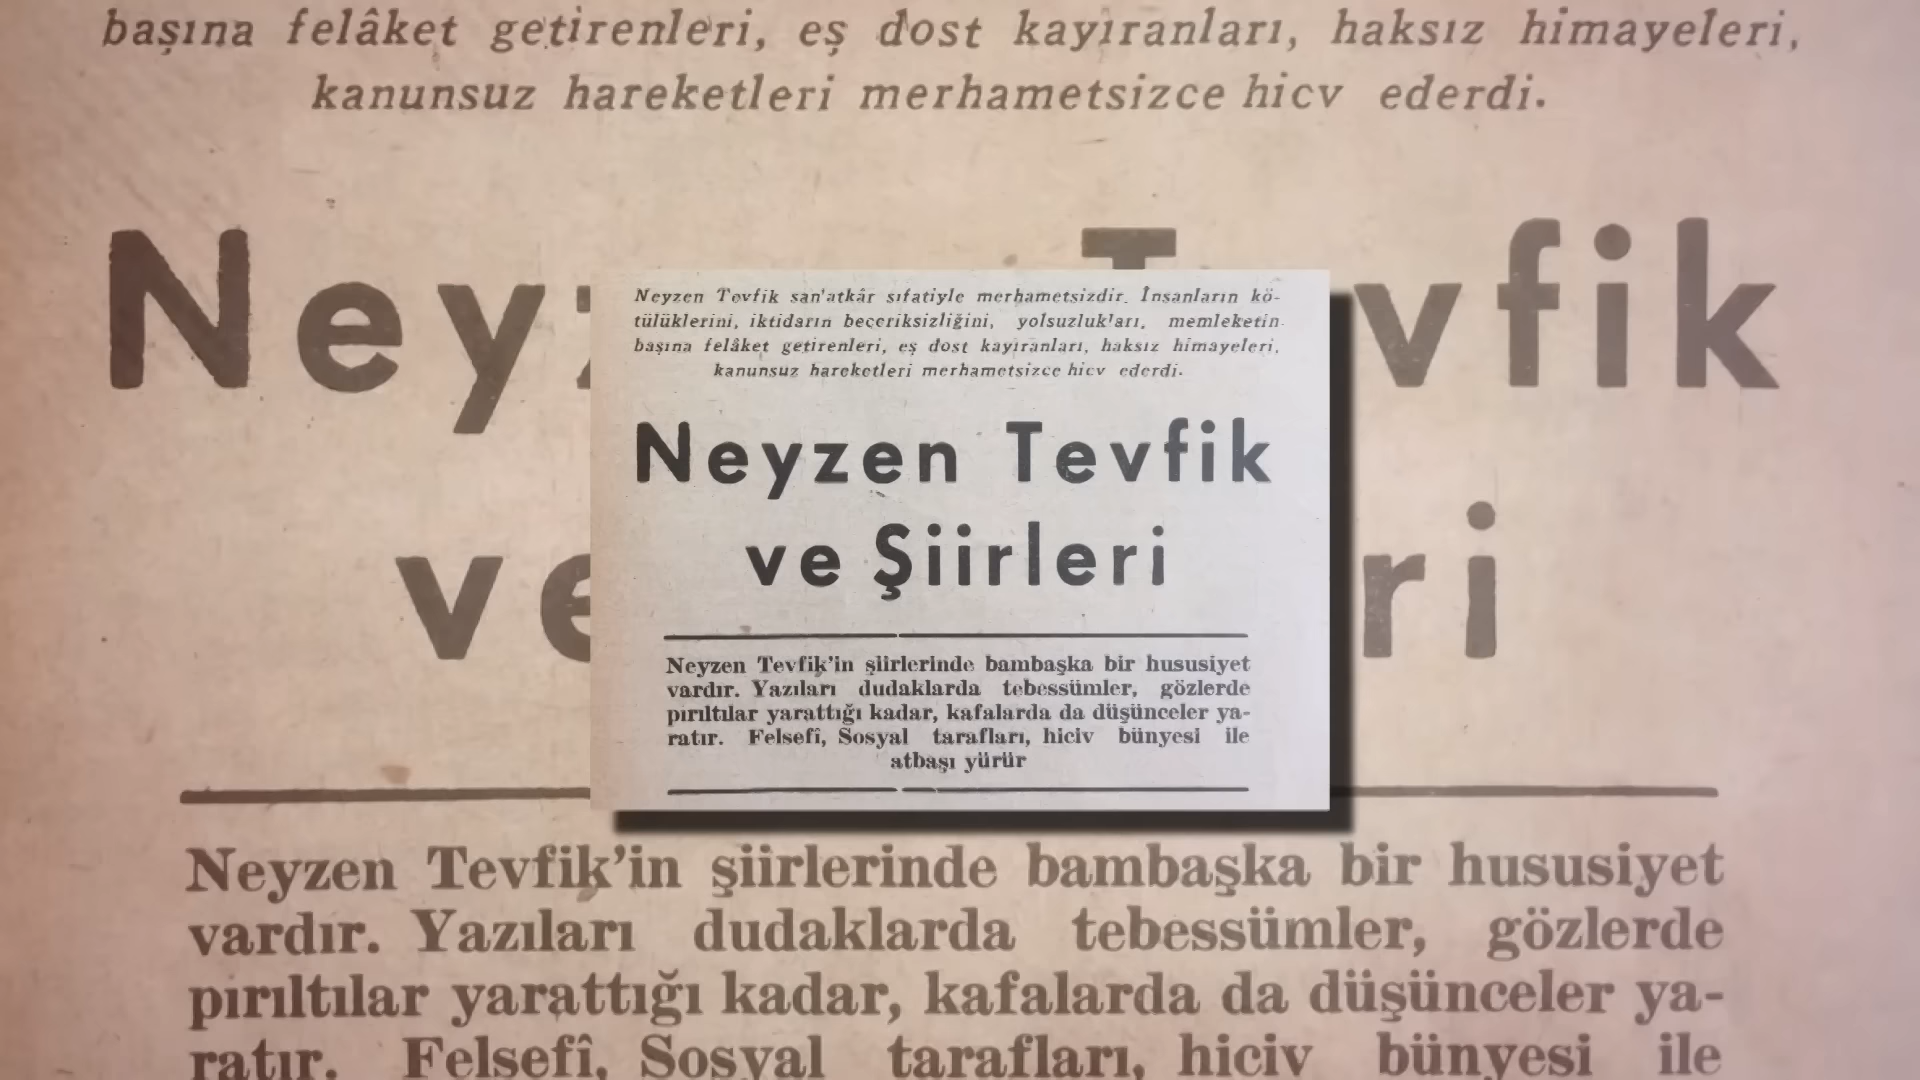 başına felâket getirenleri, eş dost kayıranları, haksız himayeleri,
kanunsuz hareketleri merhametsizce hicv ederdi.
Neyzen Tevfik san'atkâr sıfatiyle merhametsizdir. İnsanların kö-
tülüklerini, iktidarın beceriksizliğini, yolsuzlukları, memleketin
başına felâket getirenleri, eş dost kayıranları, haksız himayeleri,
kanunsuz hareketleri merhametsizce hicv ederdi.
Neyzen Tevfik
ve Şiirleri
Neyzen Tevfik'in şiirlerinde bambaşka bir hususiyet
vardır. Yazıları dudaklarda tebessümler, gözlerde
pırıltılar yarattığı kadar, kafalarda da düşünceler ya-
ratır. Felsefî, Sosyal tarafları, hiciv bünyesi ile
atbaşı yürür
Neyzen Tevfik'in şiirlerinde bambaşka bir hususiyet
vardır. Yazıları dudaklarda tebessümler, gözlerde
pırıltılar yarattığı kadar, kafalarda da düşünceler ya-
ratır. Felsefî, Sosyal tarafları, hiciv bünyesi ile